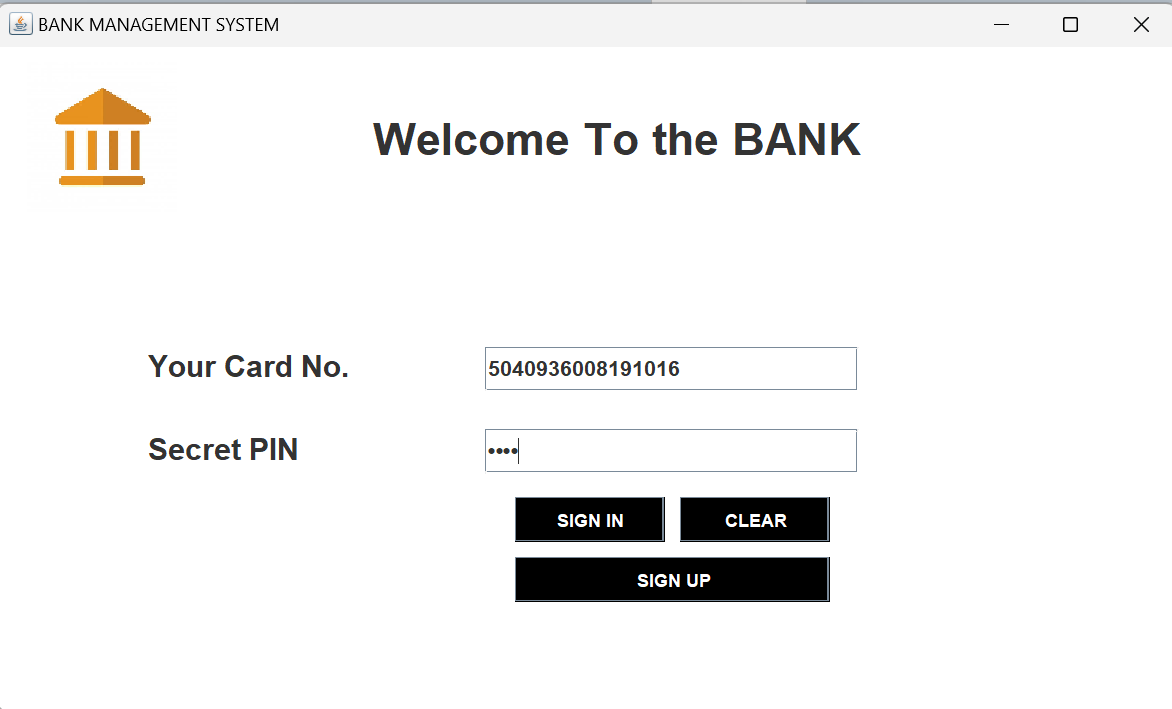 BANK MANAGEMENT SYSTEM
Welcome To the BANK
Your Card No. 5040936008191016
Secret PIN ••••
SIGN IN CLEAR
SIGN UP